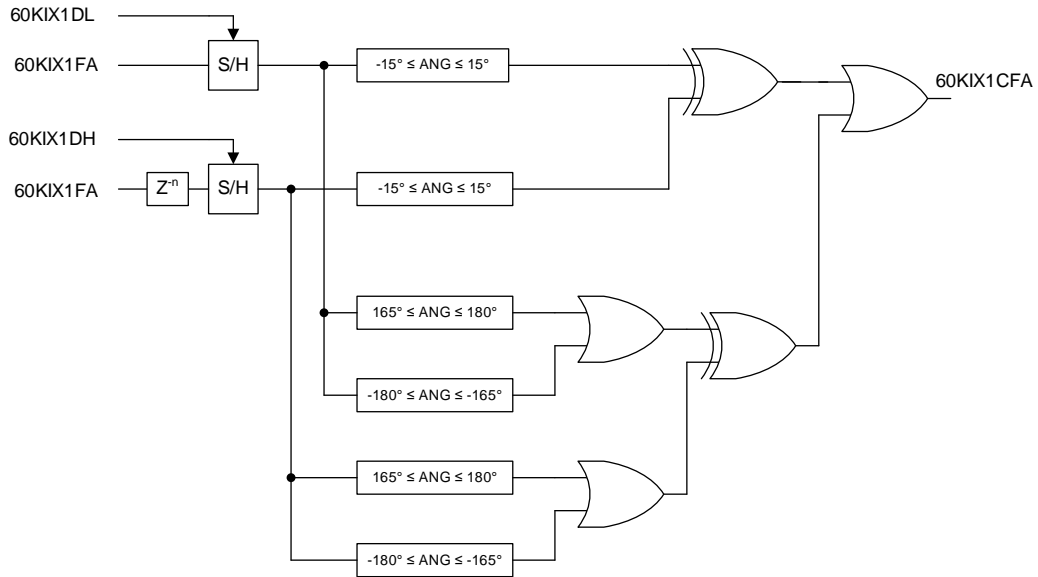 60KIX1DL
60KIX1FA
S/H
-15° ≤ ANG ≤ 15°
60KIX1CFA
60KIX1DH
60KIX1FA
Z-n
S/H
-15° ≤ ANG ≤ 15°
165° ≤ ANG ≤ 180°
-180° ≤ ANG ≤ -165°
165° ≤ ANG ≤ 180°
-180° ≤ ANG ≤ -165°